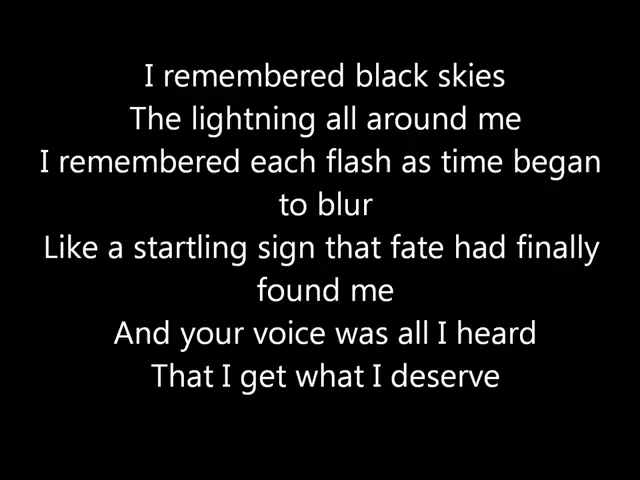 I remembered black skies
The lightning all around me
I remembered each flash as time began
to blur
Like a startling sign that fate had finally
found me
And your voice was all I heard
That I get what I deserve